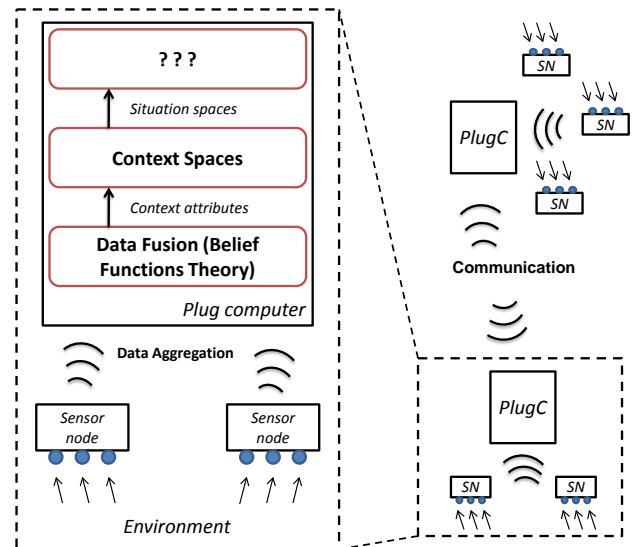 ? ? ?
Situation spaces
Context Spaces
Context attributes
Data Fusion (Belief
Functions Theory)
Plug computer
Data Aggregation
Sensor
node
Sensor
node
Environment
SN
PlugC
SN
SN
Communication
PlugC
SN
SN